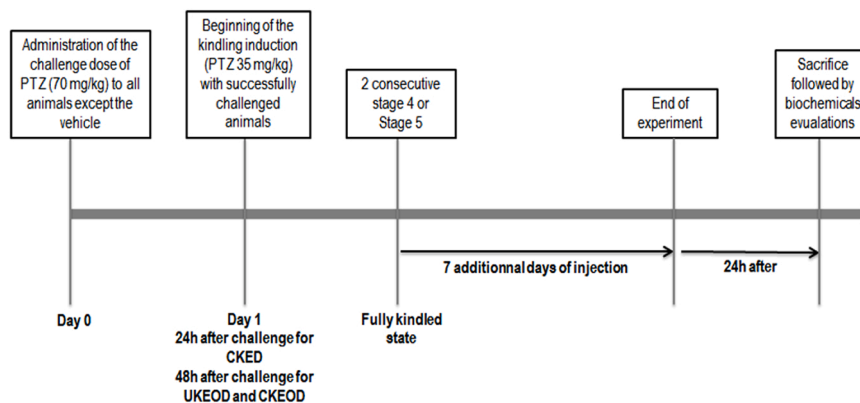 Administration of the
challenge dose of
PTZ (70 mg/kg) to all
animals except the
vehicle
Beginning of the
kindling induction
(PTZ 35 mg/kg)
with successfully
challenged
animals
2 consecutive
stage 4 or
Stage 5
End of
experiment
Sacrifice
followed by
biochemicals
evualations
7 additionnal days of injection
24h after
Day 0
Day 1
24h after challenge for
CKED
48h after challenge for
UKEOD and CKEOD
Fully kindled
state